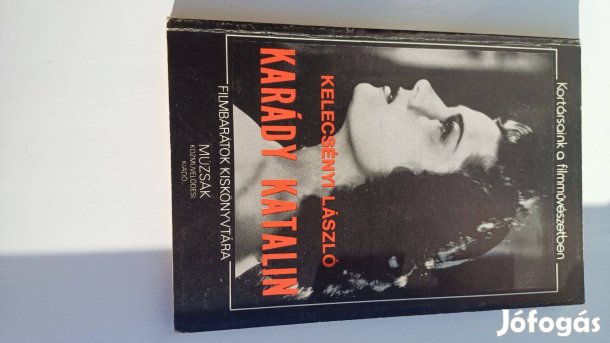 Kortársaink a filmművészetben
KELECSÉNYI LÁSZLÓ
KARÁDY KATALIN
FILMBARÁTOK KISKÖNYVTÁRA
MÚZSÁK
KÖZMŰVELŐDÉSI
KIADÓ
Jófogás